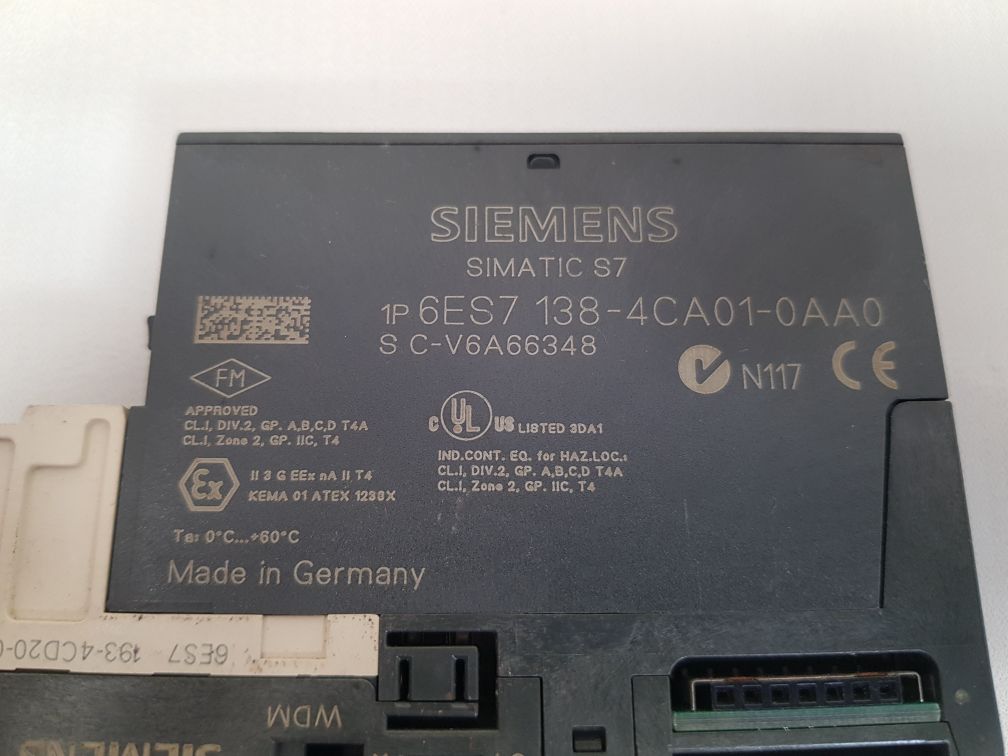 SIEMENS
SIMATIC S7
1P 6ES7 138-4CA01-0AA0
S C-V6A66348
N117 CE
FM
APPROVED
CL.I, DIV.2, GP. A,B,C,D T4A
CL.I, Zone 2, GP. IIC, T4
C UL US LISTED 3DA1
IND.CONT. EQ. for HAZ.LOC.:
CL.I, DIV.2, GP. A,B,C,D T4A
CL.I, Zone 2, GP. IIC, T4
Ex II 3 G EEx nA II T4
KEMA 01 ATEX 1238X
Ta: 0°C...+60°C
Made in Germany
6ES7 193-4CD20-0
WDM
SIEMENS